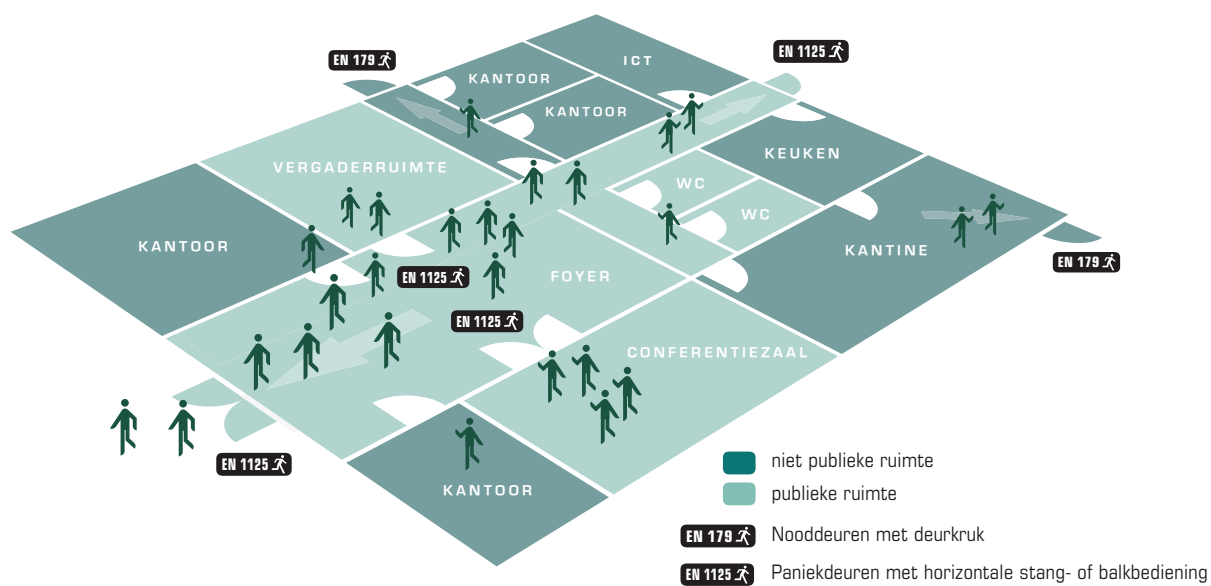 EN 1125
EN 179
ICT
KANTOOR
KANTOOR
KEUKEN
VERGADERRUIMTE
WC
WC
KANTOOR
KANTINE
EN 179
EN 1125
FOYER
EN 1125
CONFERENTIEZAAL
EN 1125
KANTOOR
niet publieke ruimte
publieke ruimte
EN 179 Nooddeuren met deurkruk
EN 1125 Paniekdeuren met horizontale stang- of balkbediening